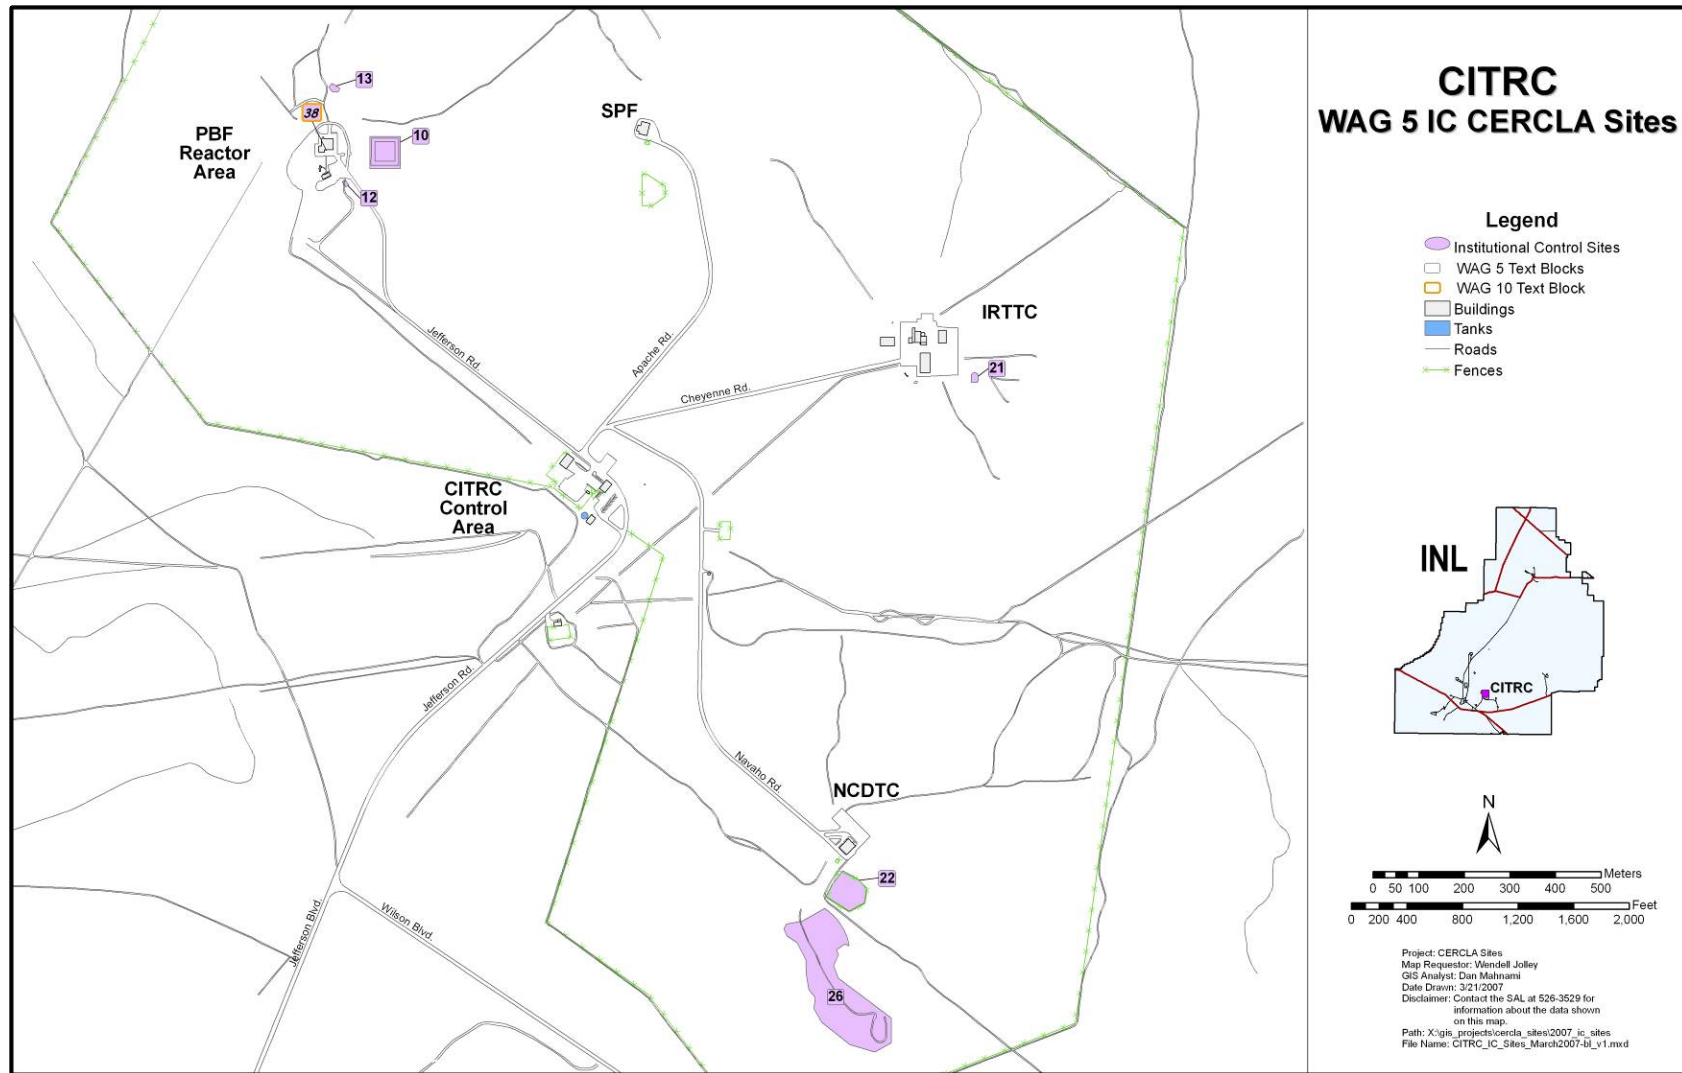 CITRC
WAG 5 IC CERCLA Sites
13
38
10
PBF
Reactor
Area
12
SPF
IRTTC
21
Jefferson Rd.
Apache Rd.
Cheyenne Rd.
CITRC
Control
Area
Jefferson Rd.
Navaho Rd.
NCDTC
22
26
Jefferson Blvd.
Wilson Blvd.
Legend
Institutional Control Sites
WAG 5 Text Blocks
WAG 10 Text Block
Buildings
Tanks
Roads
Fences
INL
CITRC
N
Meters
0 50 100 200 300 400 500
Feet
0 200 400 800 1,200 1,600 2,000
Project: CERCLA Sites
Map Requestor: Wendell Jolley
GIS Analyst: Dan Mahnami
Date Drawn: 3/21/2007
Disclaimer: Contact the SAL at 526-3529 for
information about the data shown
on this map.
Path: X:\gis_projects\cercla_sites\2007_ic_sites
File Name: CITRC_IC_Sites_March2007-bl_v1.mxd